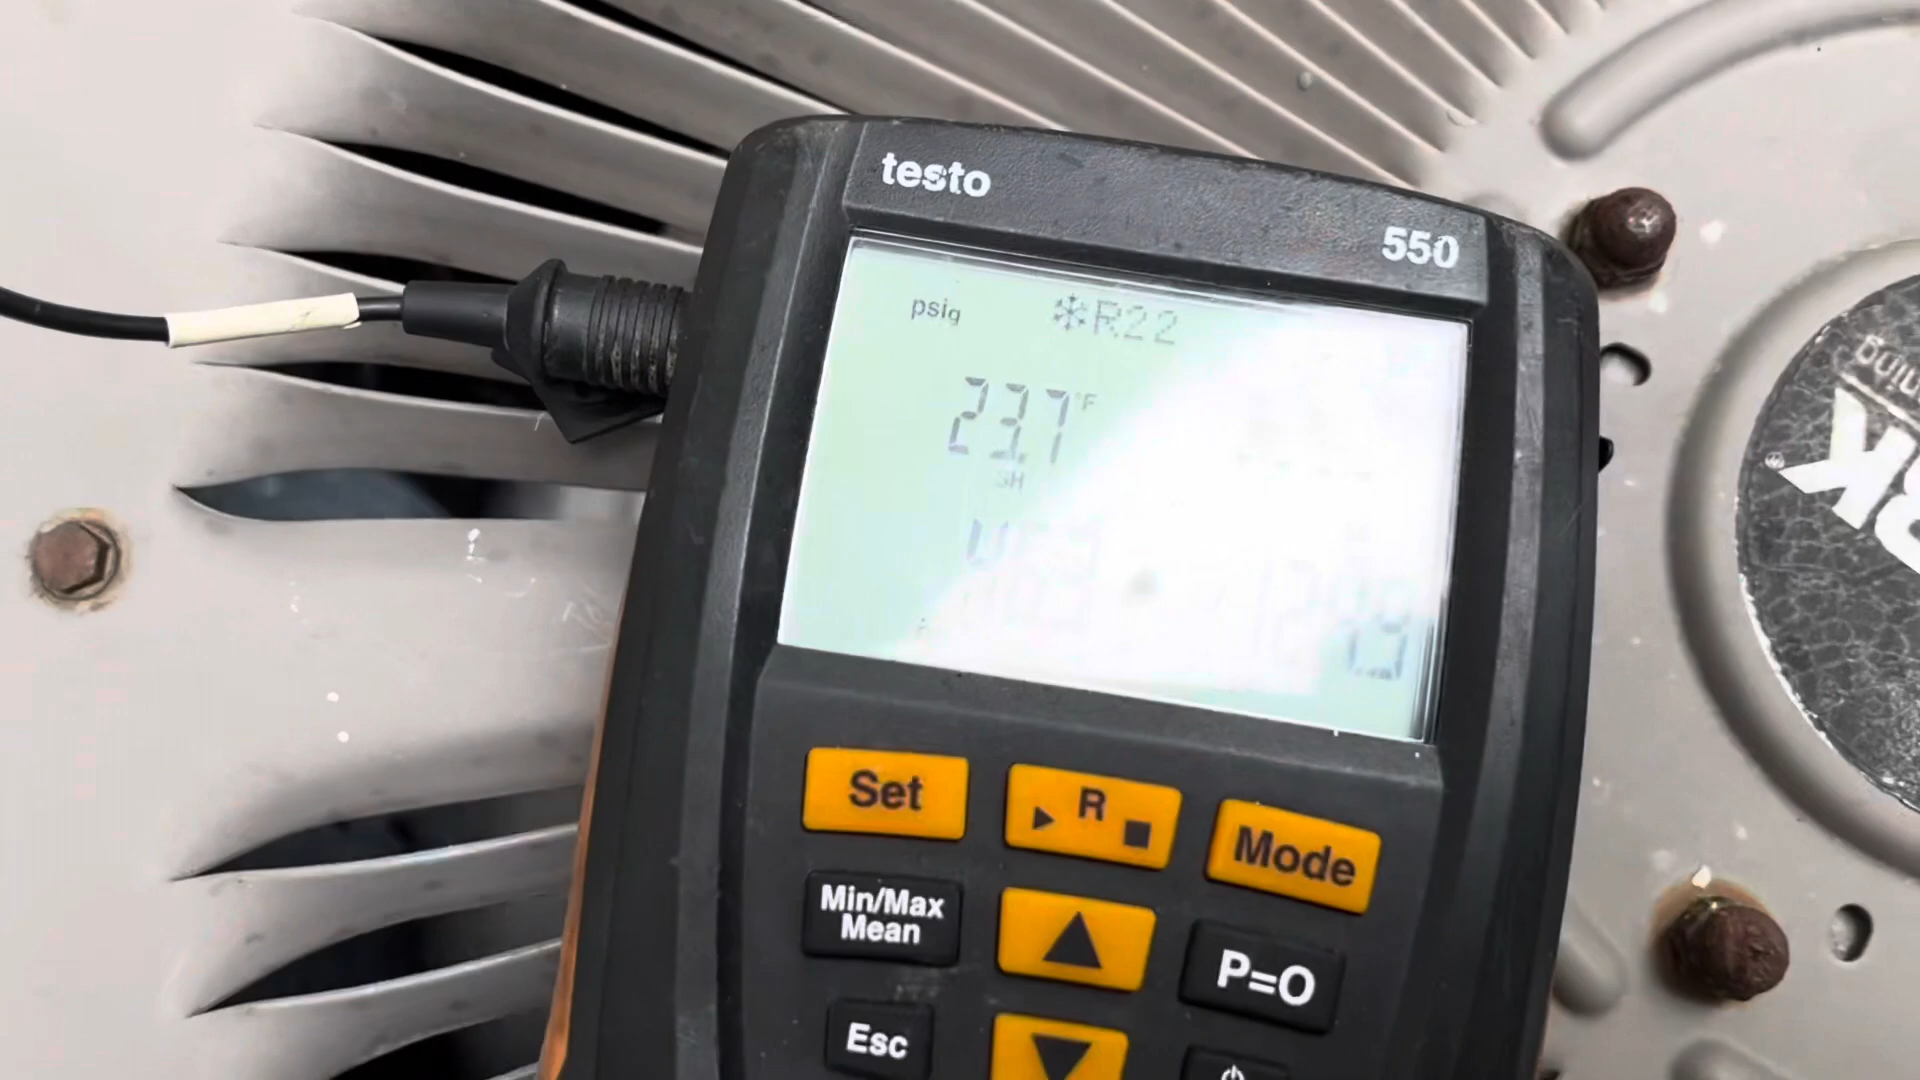 testo
550
psig
R22
23.7 °F
SH
Set
R
Mode
Min/Max
Mean
P=O
Esc